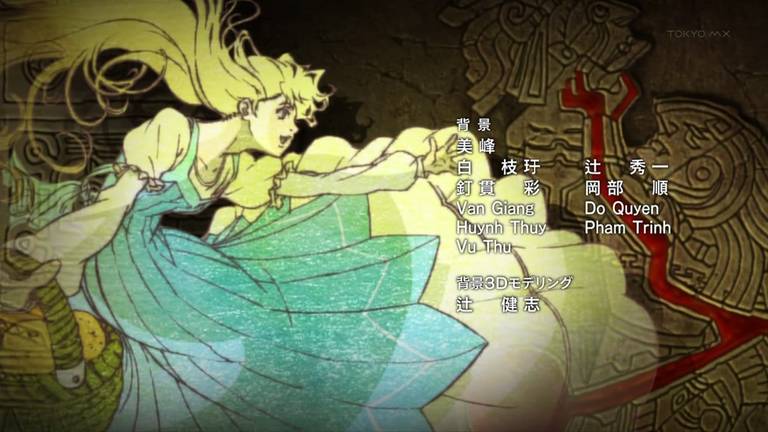 TOKYO MX
背景
美峰
白 枝玗 辻 秀一
釘貫 彩 岡部 順
Van Giang Do Quyen
Huynh Thuy Pham Trinh
Vu Thu
背景3Dモデリング
辻 健志